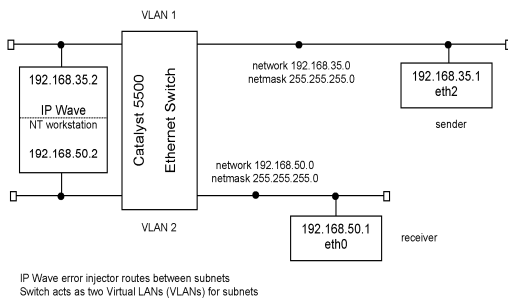 VLAN 1
192.168.35.2
IP Wave
NT workstation
192.168.50.2
Catalyst 5500
Ethernet Switch
network 192.168.35.0
netmask 255.255.255.0
192.168.35.1
eth2
sender
network 192.168.50.0
netmask 255.255.255.0
VLAN 2
192.168.50.1
eth0
receiver
IP Wave error injector routes between subnets
Switch acts as two Virtual LANs (VLANs) for subnets